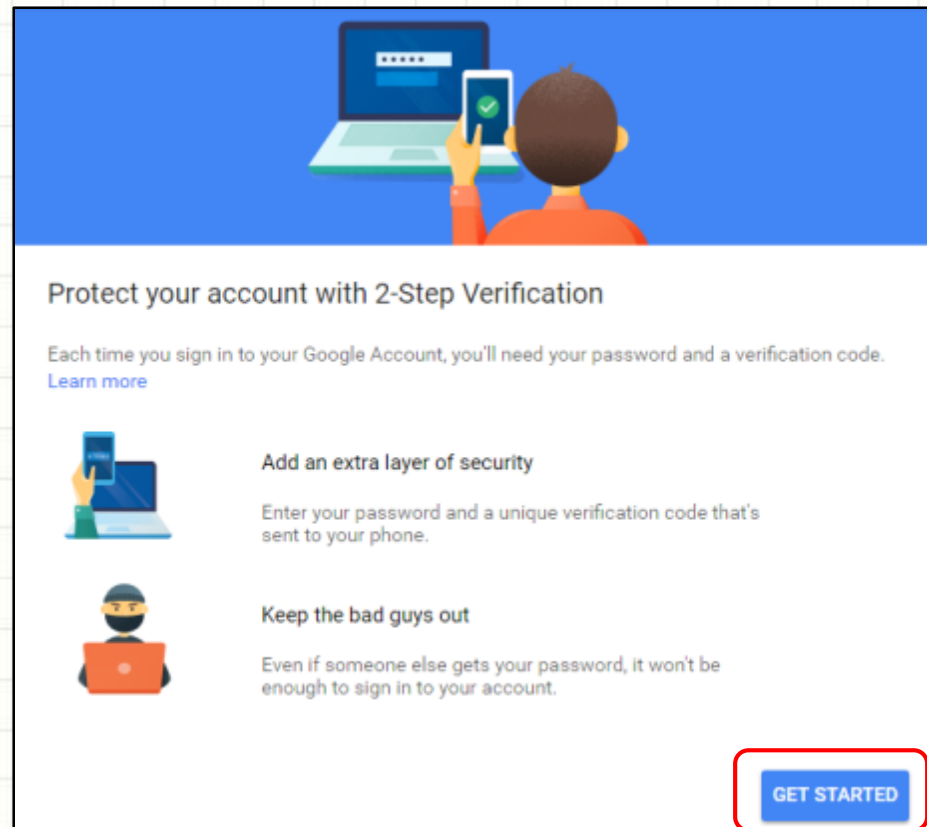 Protect your account with 2-Step Verification
Each time you sign in to your Google Account, you'll need your password and a verification code.
Learn more
Add an extra layer of security
Enter your password and a unique verification code that's
sent to your phone.
Keep the bad guys out
Even if someone else gets your password, it won't be
enough to sign in to your account.
GET STARTED